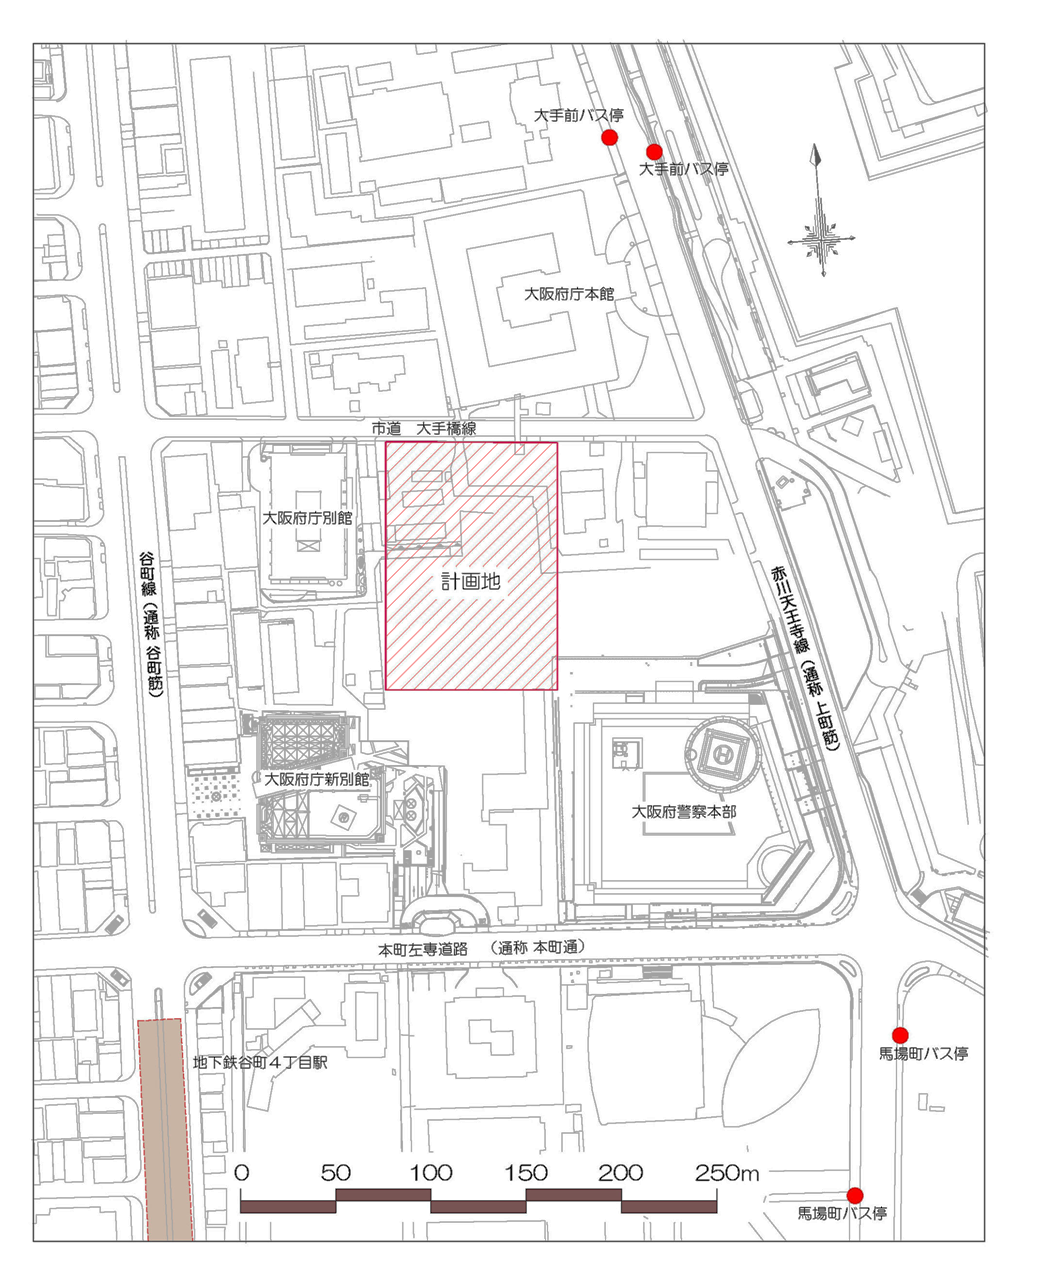 大手前バス停
大手前バス停
大阪府庁本館
市道　大手橋線
大阪府庁別館
計画地
谷町線（通称 谷町筋）
赤川天王寺線（通称 上町筋）
大阪府庁新別館
大阪府警察本部
本町左専道路　（通称 本町通）
馬場町バス停
地下鉄谷町４丁目駅
0 50 100 150 200 250m
馬場町バス停